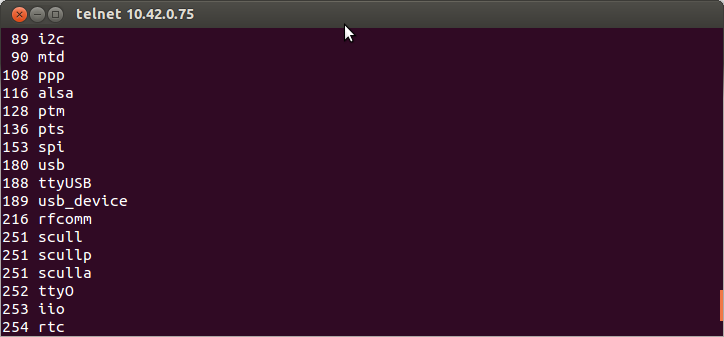 telnet 10.42.0.75
89 i2c
90 mtd
108 ppp
116 alsa
128 ptm
136 pts
153 spi
180 usb
188 ttyUSB
189 usb_device
216 rfcomm
251 scull
251 scullp
251 sculla
252 ttyO
253 iio
254 rtc